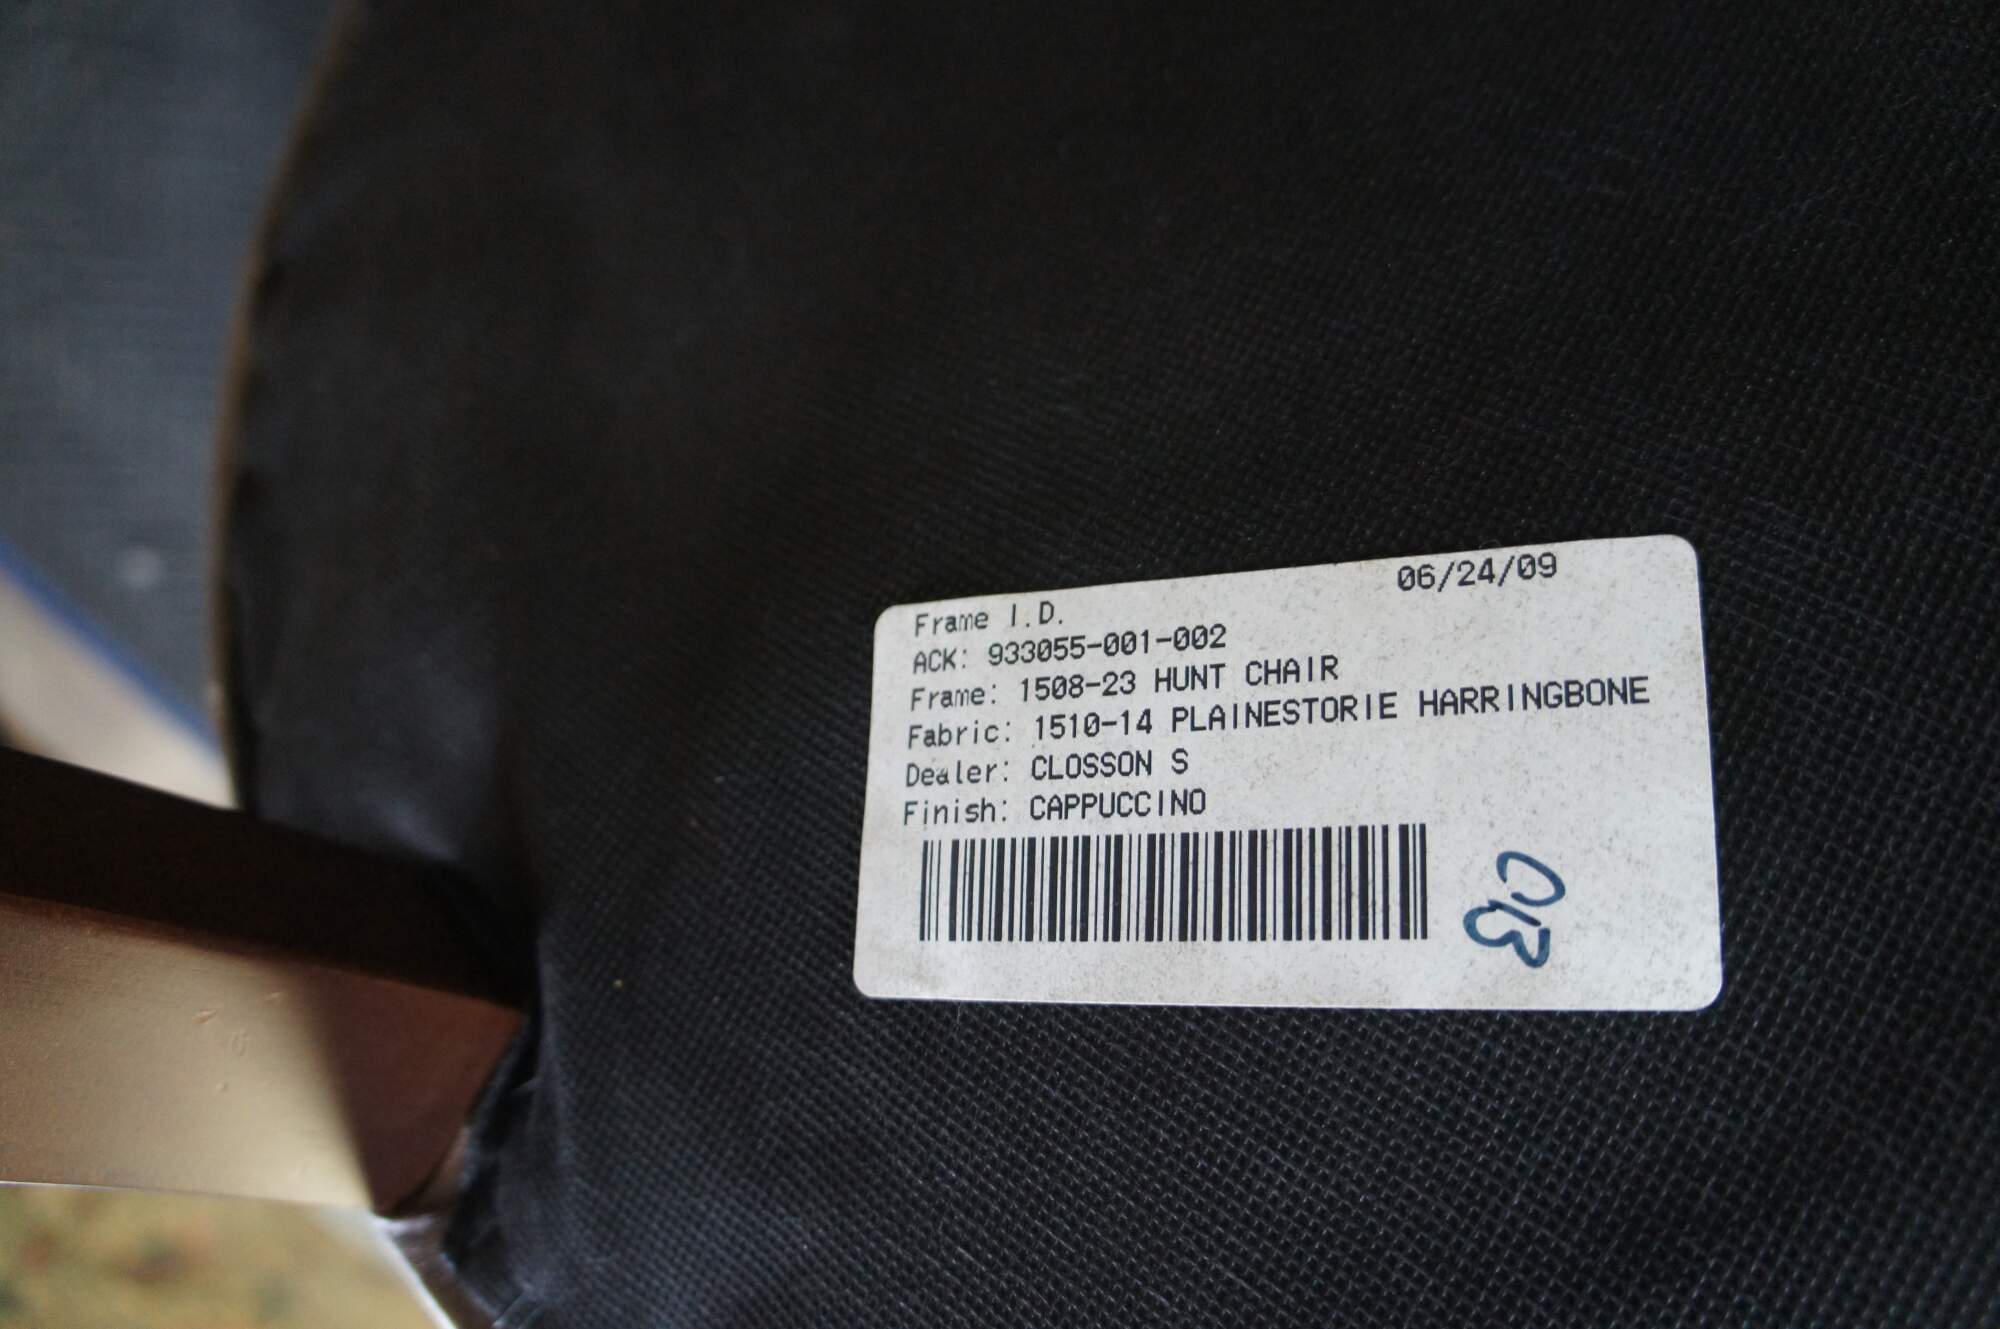 06/24/09
Frame I.D.
ACK: 933055-001-002
Frame: 1508-23 HUNT CHAIR
Fabric: 1510-14 PLAINESTORIE HARRINGBONE
Dealer: CLOSSON S
Finish: CAPPUCCINO